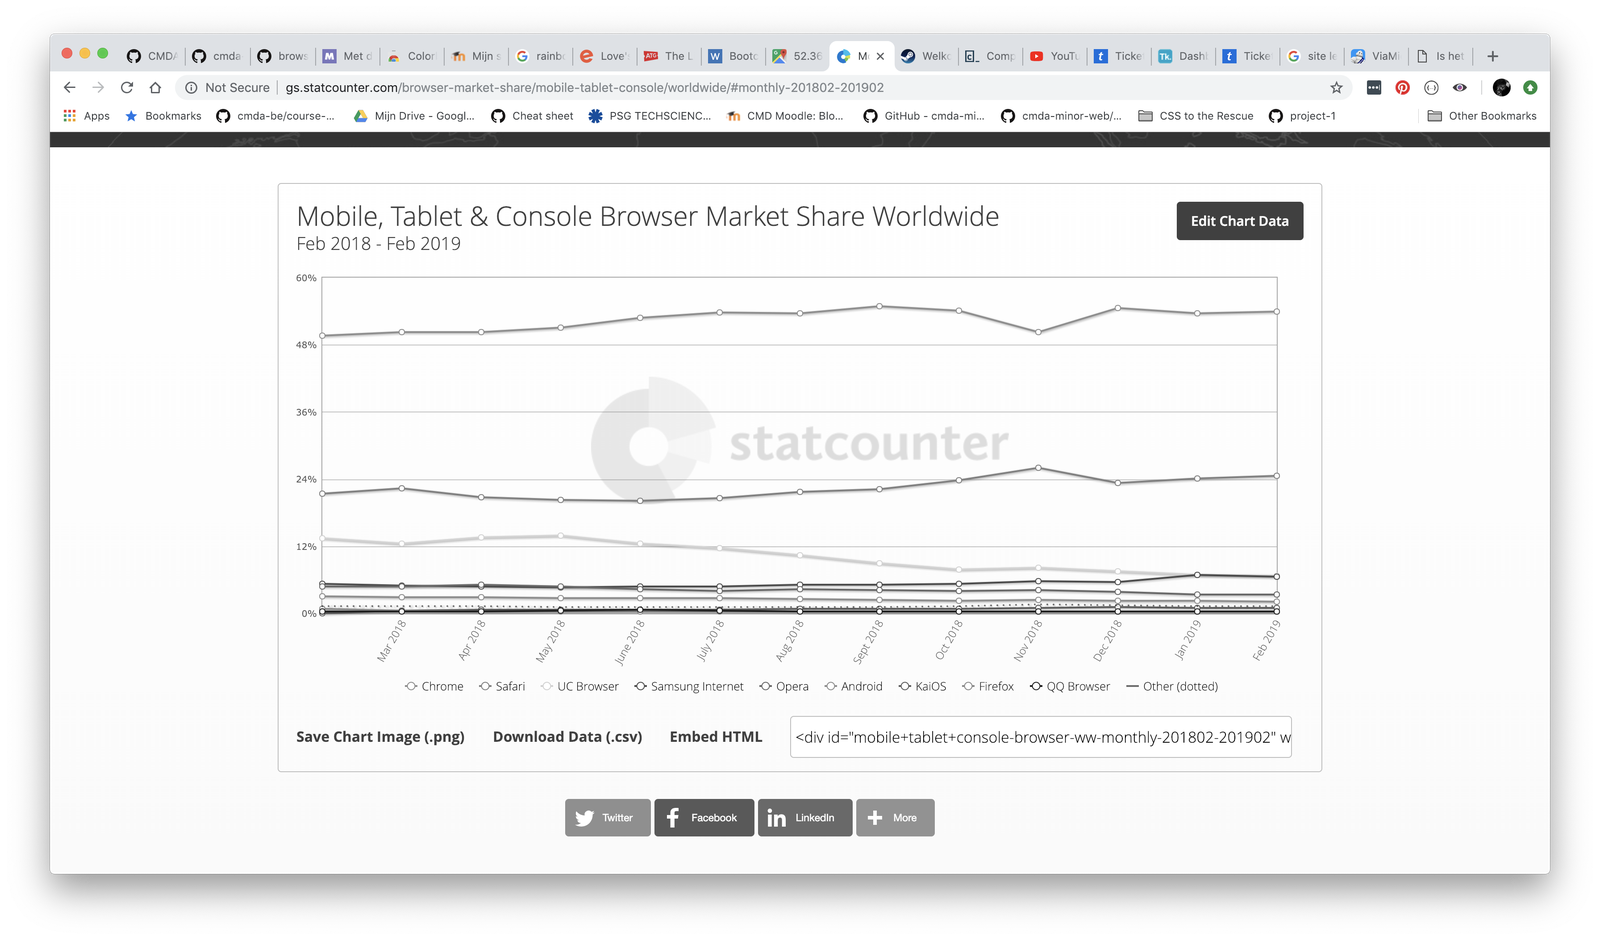 CMDA
cmda
brows
Met d
Color
Mijn s
rainb
Love'
The L
Bootc
52.36
M
Welko
Comp
YouTu
Ticke
Dashl
Ticke
site le
ViaMi
Is het
Not Secure | gs.statcounter.com/browser-market-share/mobile-tablet-console/worldwide/#monthly-201802-201902
Apps Bookmarks cmda-be/course-... Mijn Drive - Googl... Cheat sheet PSG TECHSCIENC... CMD Moodle: Blo... GitHub - cmda-mi... cmda-minor-web/... CSS to the Rescue project-1 Other Bookmarks
Mobile, Tablet & Console Browser Market Share Worldwide
Feb 2018 - Feb 2019
Edit Chart Data
60%
48%
36%
24%
12%
0%
statcounter
Mar 2018 Apr 2018 May 2018 June 2018 July 2018 Aug 2018 Sept 2018 Oct 2018 Nov 2018 Dec 2018 Jan 2019 Feb 2019
Chrome Safari UC Browser Samsung Internet Opera Android KaiOS Firefox QQ Browser Other (dotted)
Save Chart Image (.png) Download Data (.csv) Embed HTML <div id="mobile+tablet+console-browser-ww-monthly-201802-201902" w
Twitter Facebook LinkedIn More